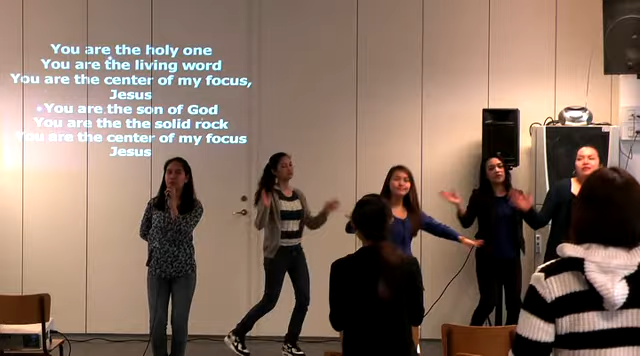 You are the holy one
You are the living word
You are the center of my focus,
Jesus
You are the son of God
You are the the solid rock
You are the center of my focus
Jesus